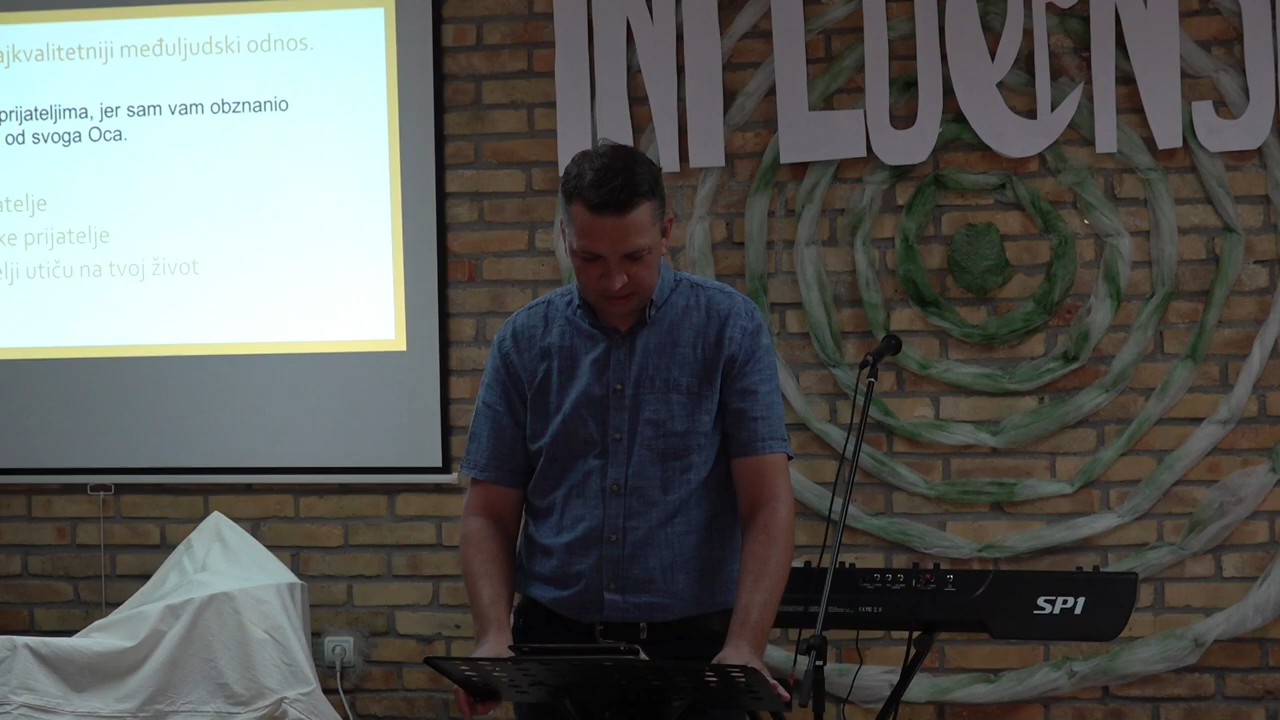 ajkvalitetniji međuljudski odnos.
prijateljima, jer sam vam obznanio
od svoga Oca.
atelje
ke prijatelje
elji utiču na tvoj život
INFLUENS
SP1